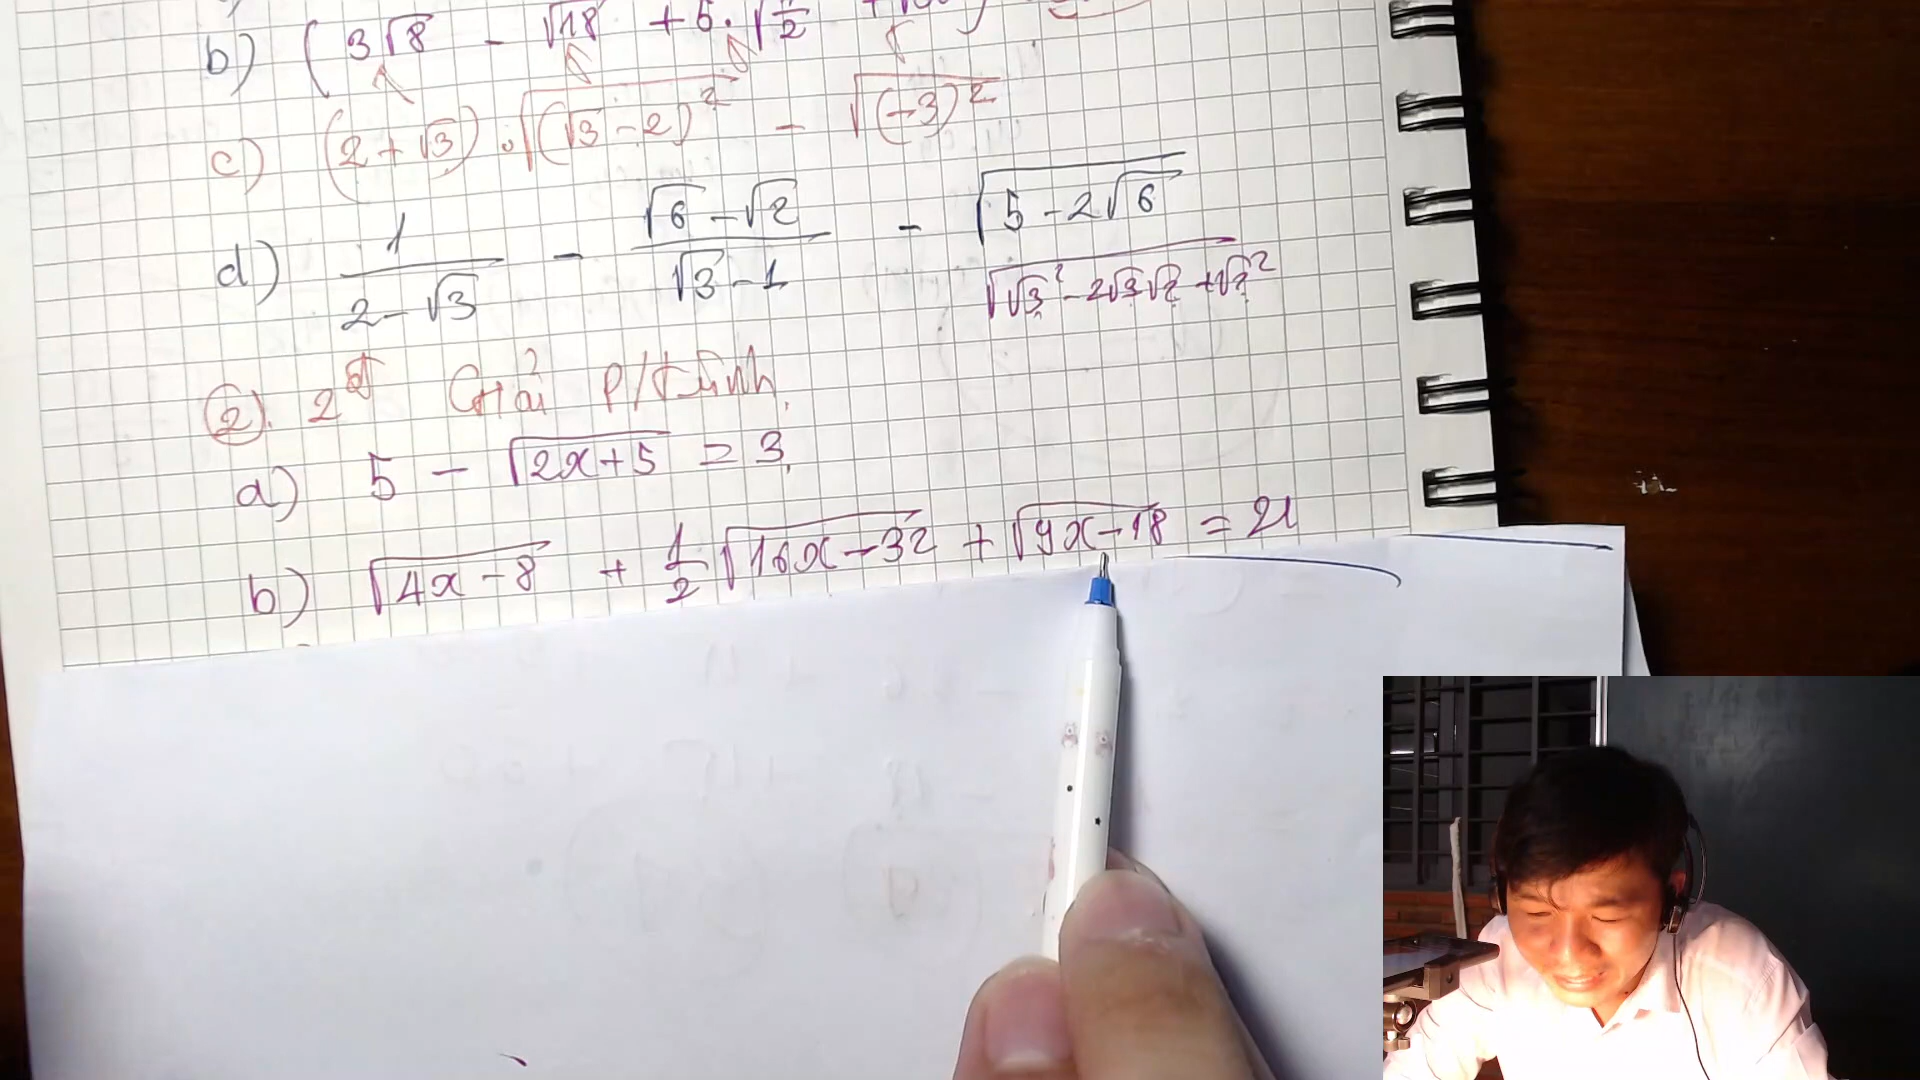 b) ( 3√8 - √18 + 5.√1/2
c) (2 + √3) . √(√3 - 2)² - √(-3)²
d) 1/(2 - √3) - (√6 - √2)/(√3 - 1) - √(5 - 2√6)
√(√3² - 2√3√2 + √2²)
②. 2đ Giải p/trình.
a) 5 - √(2x+5) = 3.
b) √(4x - 8) + 1/2 √(16x - 32) + √(9x - 18) = 21